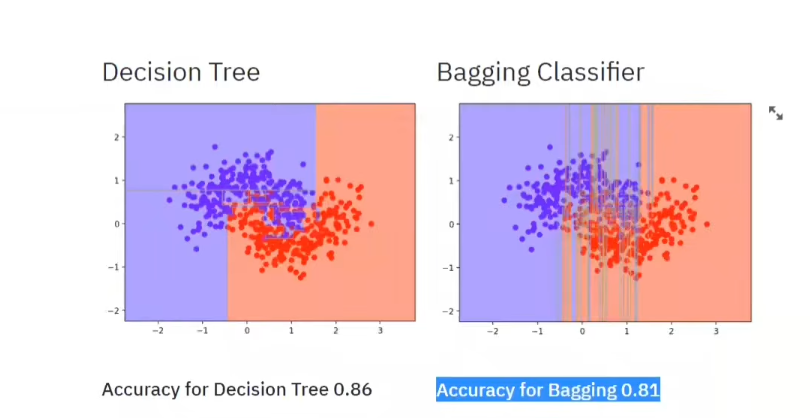 Decision Tree
Bagging Classifier
2
1
0
−1
−2
−2 −1 0 1 2 3
2
1
0
−1
−2
−2 −1 0 1 2 3
Accuracy for Decision Tree 0.86
Accuracy for Bagging 0.81